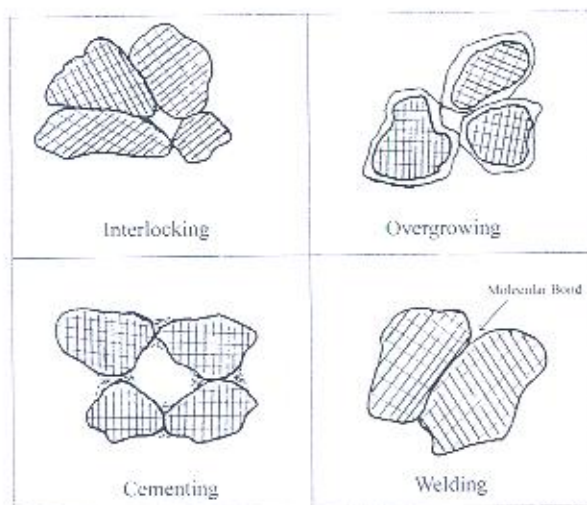 Interlocking
Overgrowing
Molecular Bond
Cementing
Welding